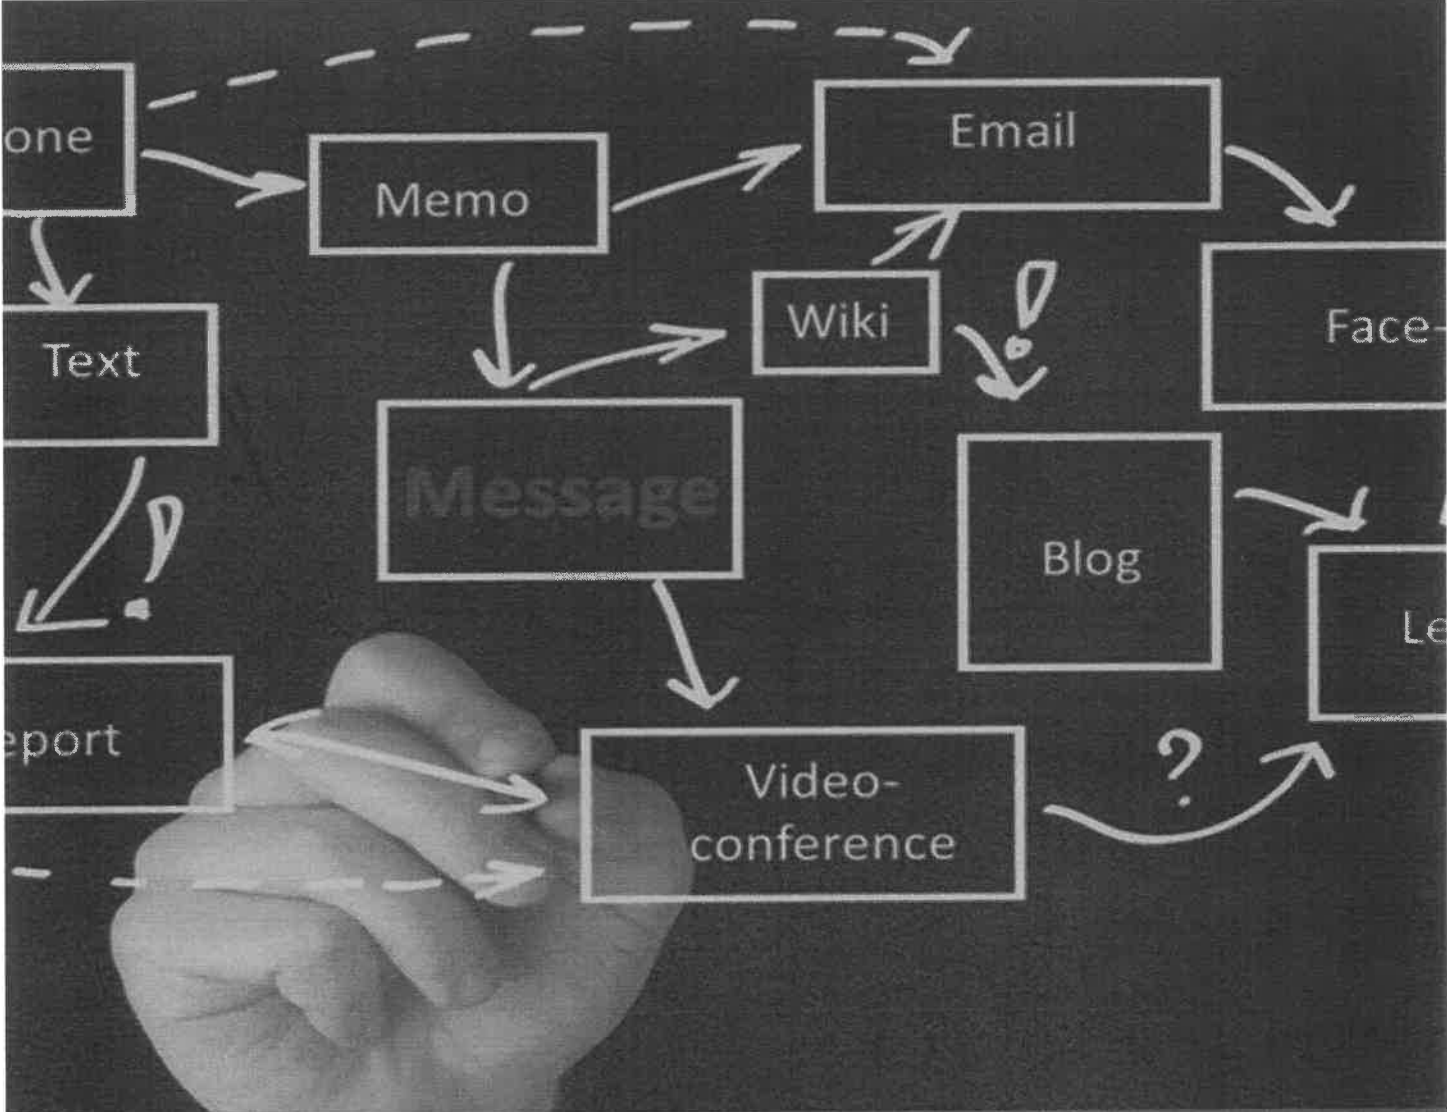 one
Memo
Email
Text
Wiki
!
Face-
Message
!
Blog
Le
eport
Video-
conference
?